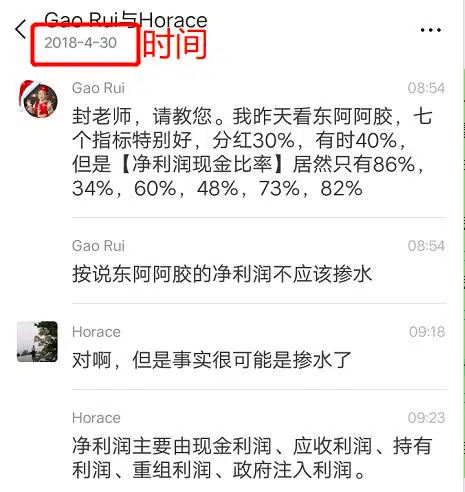 Gao Rui与Horace
2018-4-30
时间
Gao Rui
08:54
封老师，请教您。我昨天看东阿阿胶，七
个指标特别好，分红30%，有时40%，
但是【净利润现金比率】居然只有86%，
34%，60%，48%，73%，82%
Gao Rui
08:54
按说东阿阿胶的净利润不应该掺水
Horace
09:18
对啊，但是事实很可能是掺水了
Horace
09:23
净利润主要由现金利润、应收利润、持有
利润、重组利润、政府注入利润。